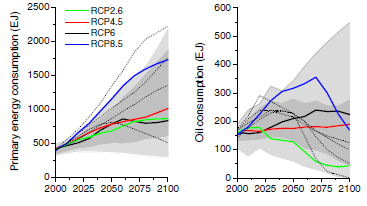 Primary energy consumption (EJ)
2500
2000
1500
1000
500
0
2000 2025 2050 2075 2100
RCP2.6
RCP4.5
RCP6
RCP8.5
Oil consumption (EJ)
600
500
400
300
200
100
0
2000 2025 2050 2075 2100